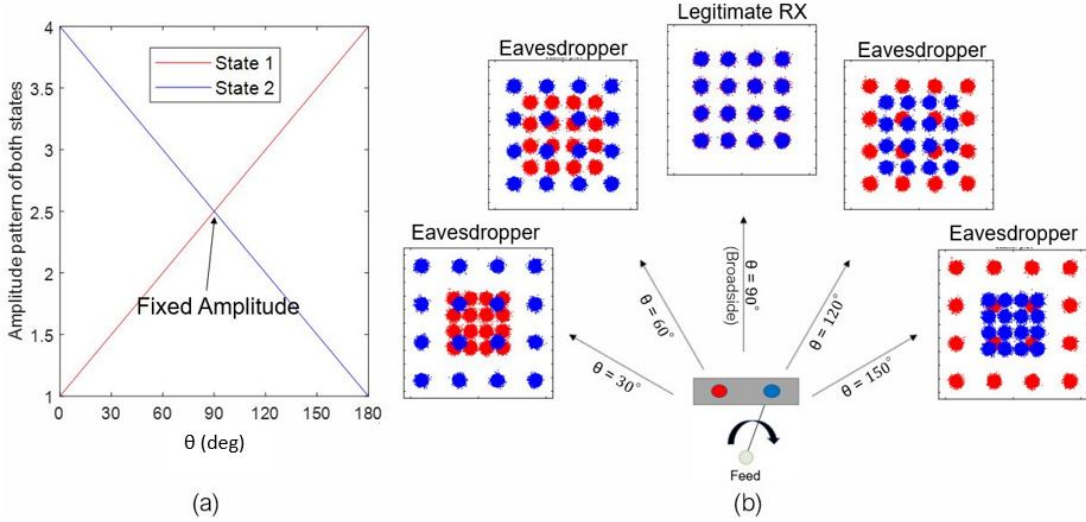 Amplitude pattern of both states
4
3.5
3
2.5
2
1.5
1
0
30
60
90
120
150
180
θ (deg)
State 1
State 2
Fixed Amplitude
(a)
Legitimate RX
Eavesdropper
Eavesdropper
Eavesdropper
Eavesdropper
θ = 30°
θ = 60°
θ = 90°
(Broadside)
θ = 120°
θ = 150°
Feed
(b)